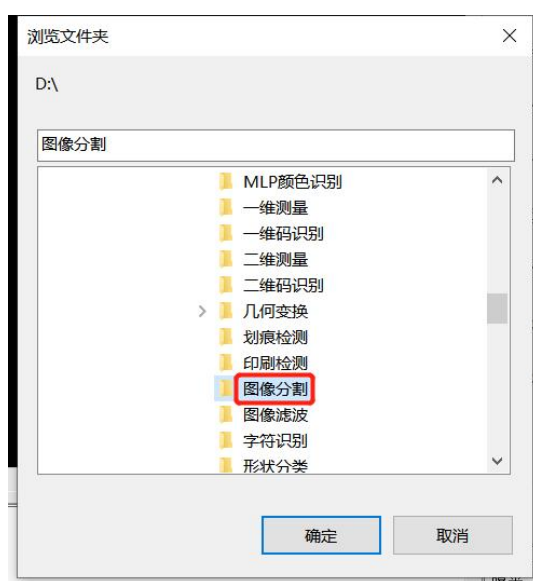 浏览文件夹
D:\
图像分割
MLP颜色识别
一维测量
一维码识别
二维测量
二维码识别
几何变换
划痕检测
印刷检测
图像分割
图像滤波
字符识别
形状分类
确定
取消